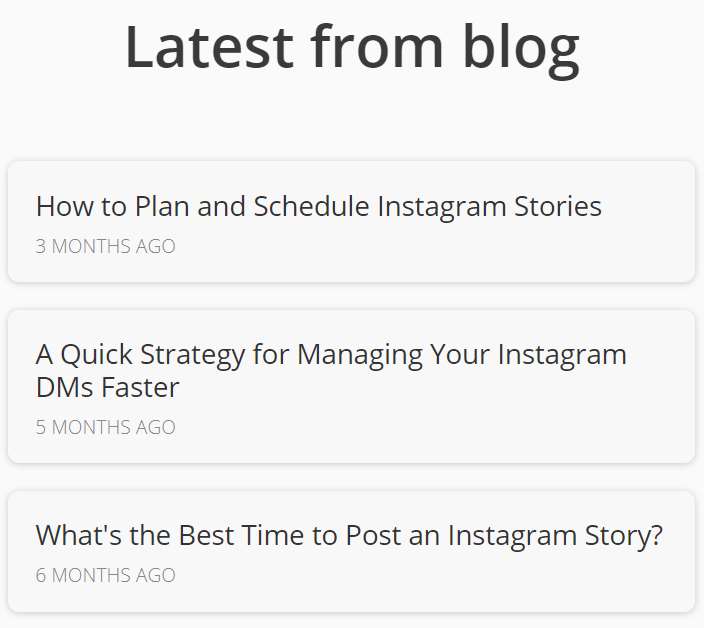 Latest from blog
How to Plan and Schedule Instagram Stories
3 MONTHS AGO
A Quick Strategy for Managing Your Instagram
DMs Faster
5 MONTHS AGO
What's the Best Time to Post an Instagram Story?
6 MONTHS AGO